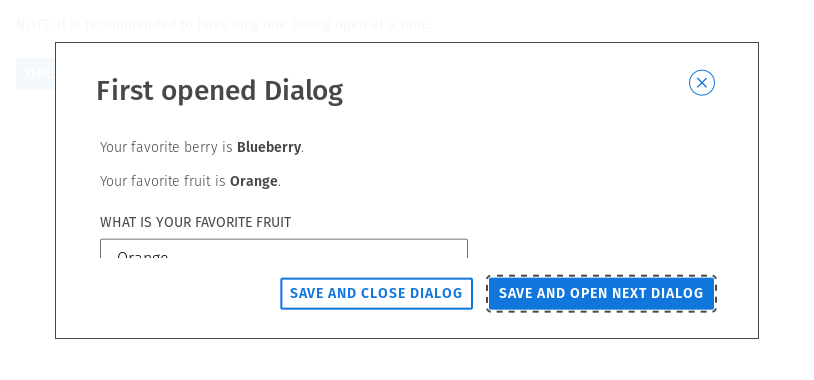 NOTE: It is recommended to have only one Dialog open at a time.
OPE
First opened Dialog
Your favorite berry is Blueberry.
Your favorite fruit is Orange.
WHAT IS YOUR FAVORITE FRUIT
Orange
SAVE AND CLOSE DIALOG
SAVE AND OPEN NEXT DIALOG